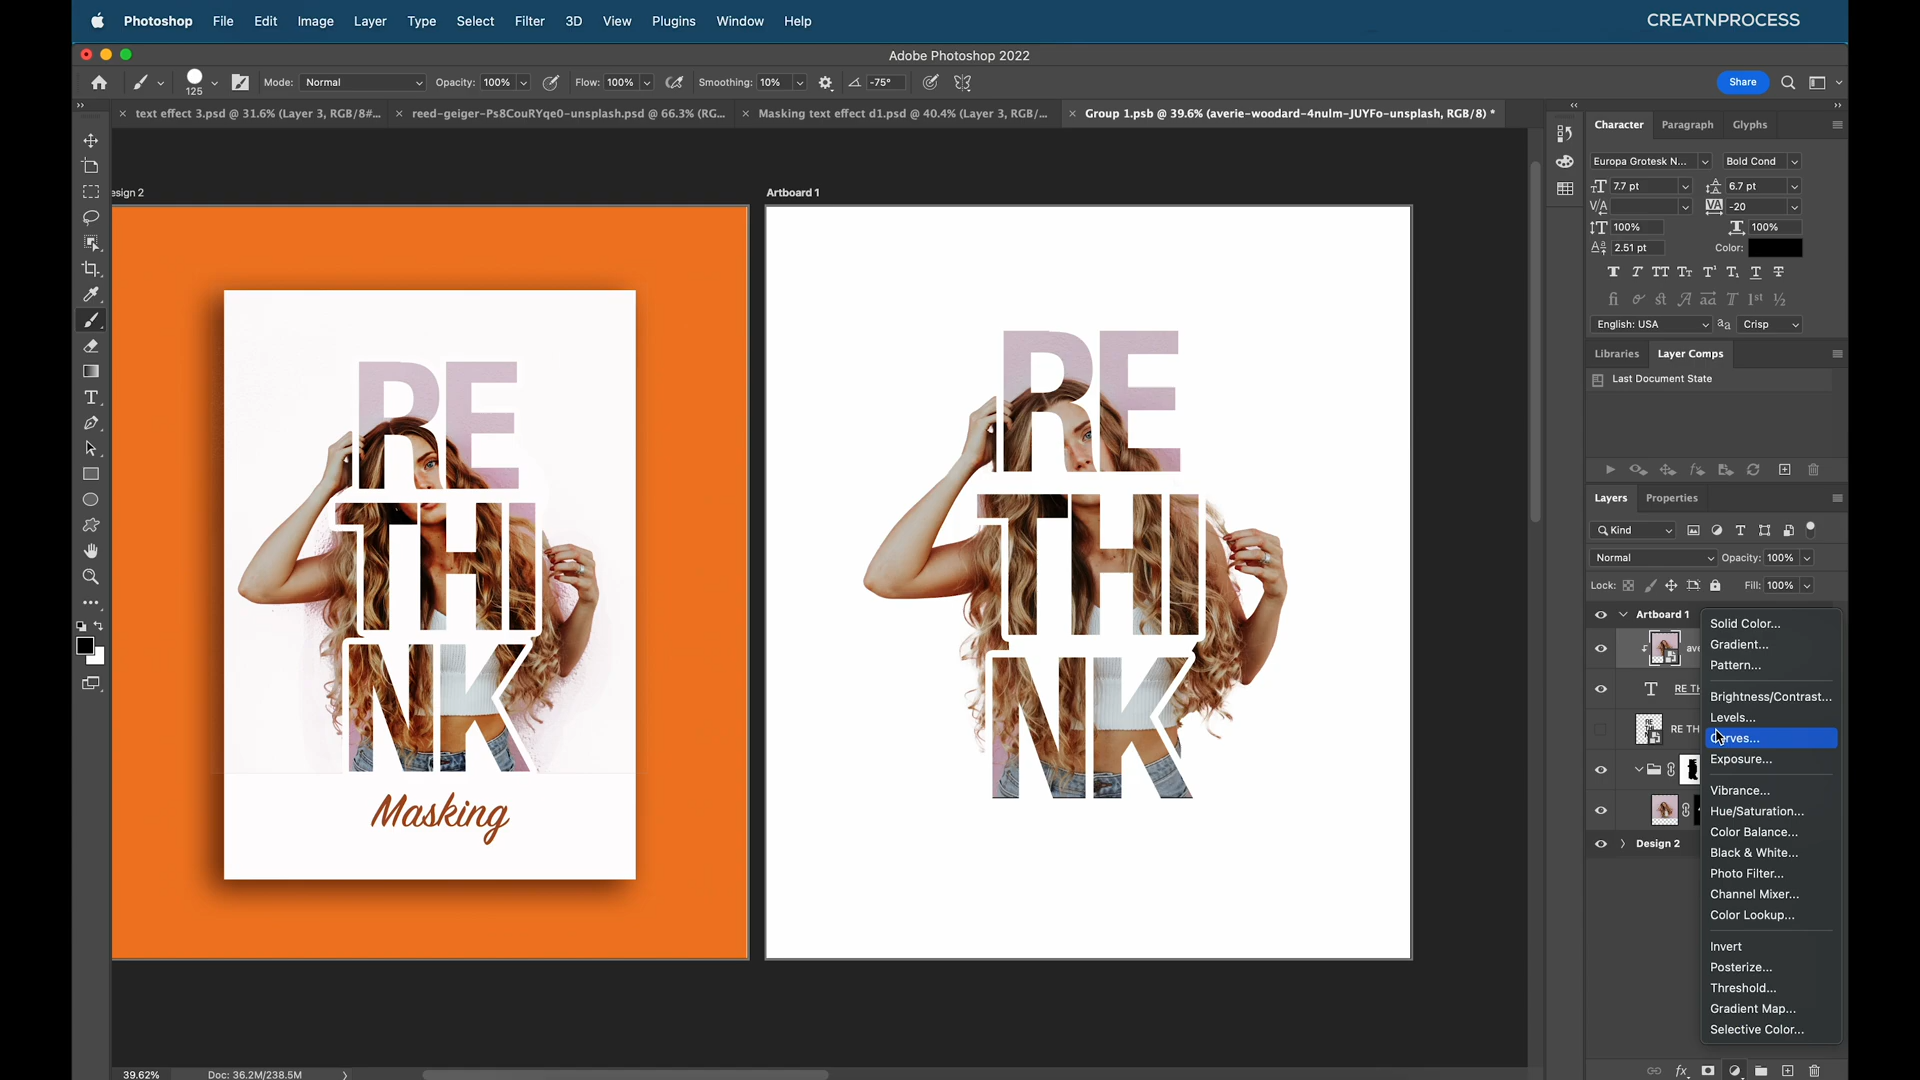 Photoshop File Edit Image Layer Type Select Filter 3D View Plugins Window Help
CREATNPROCESS
Adobe Photoshop 2022
125
Mode: Normal
Opacity: 100%
Flow: 100%
Smoothing: 10%
-75°
Share
text effect 3.psd @ 31.6% (Layer 3, RGB/8#...
reed-geiger-Ps8CouRYqe0-unsplash.psd @ 66.3% (RG...
Masking text effect d1.psd @ 40.4% (Layer 3, RGB/...
Group 1.psb @ 39.6% (averie-woodard-4nulm-JUYFo-unsplash, RGB/8) *
esign 2
Artboard 1
RE
THI
NK
Masking
RE
THI
NK
Character Paragraph Glyphs
Europa Grotesk N... Bold Cond
7.7 pt 6.7 pt
-20
100% 100%
2.51 pt Color:
English: USA Crisp
Libraries Layer Comps
Last Document State
Layers Properties
Kind
Normal Opacity: 100%
Lock: Fill: 100%
Artboard 1
ave
RE TH
RE TH
Design 2
Solid Color...
Gradient...
Pattern...
Brightness/Contrast...
Levels...
Curves...
Exposure...
Vibrance...
Hue/Saturation...
Color Balance...
Black & White...
Photo Filter...
Channel Mixer...
Color Lookup...
Invert
Posterize...
Threshold...
Gradient Map...
Selective Color...
39.62% Doc: 36.2M/238.5M